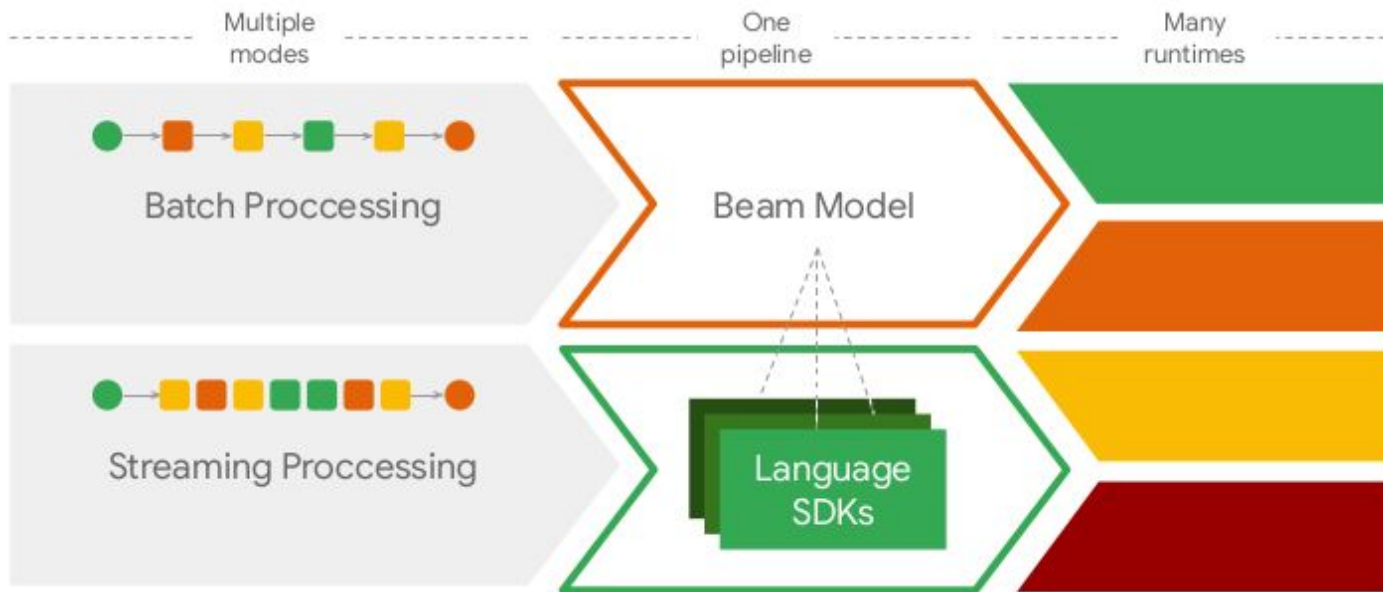 Multiple
modes
One
pipeline
Many
runtimes
Batch Proccessing
Beam Model
Streaming Proccessing
Language
SDKs